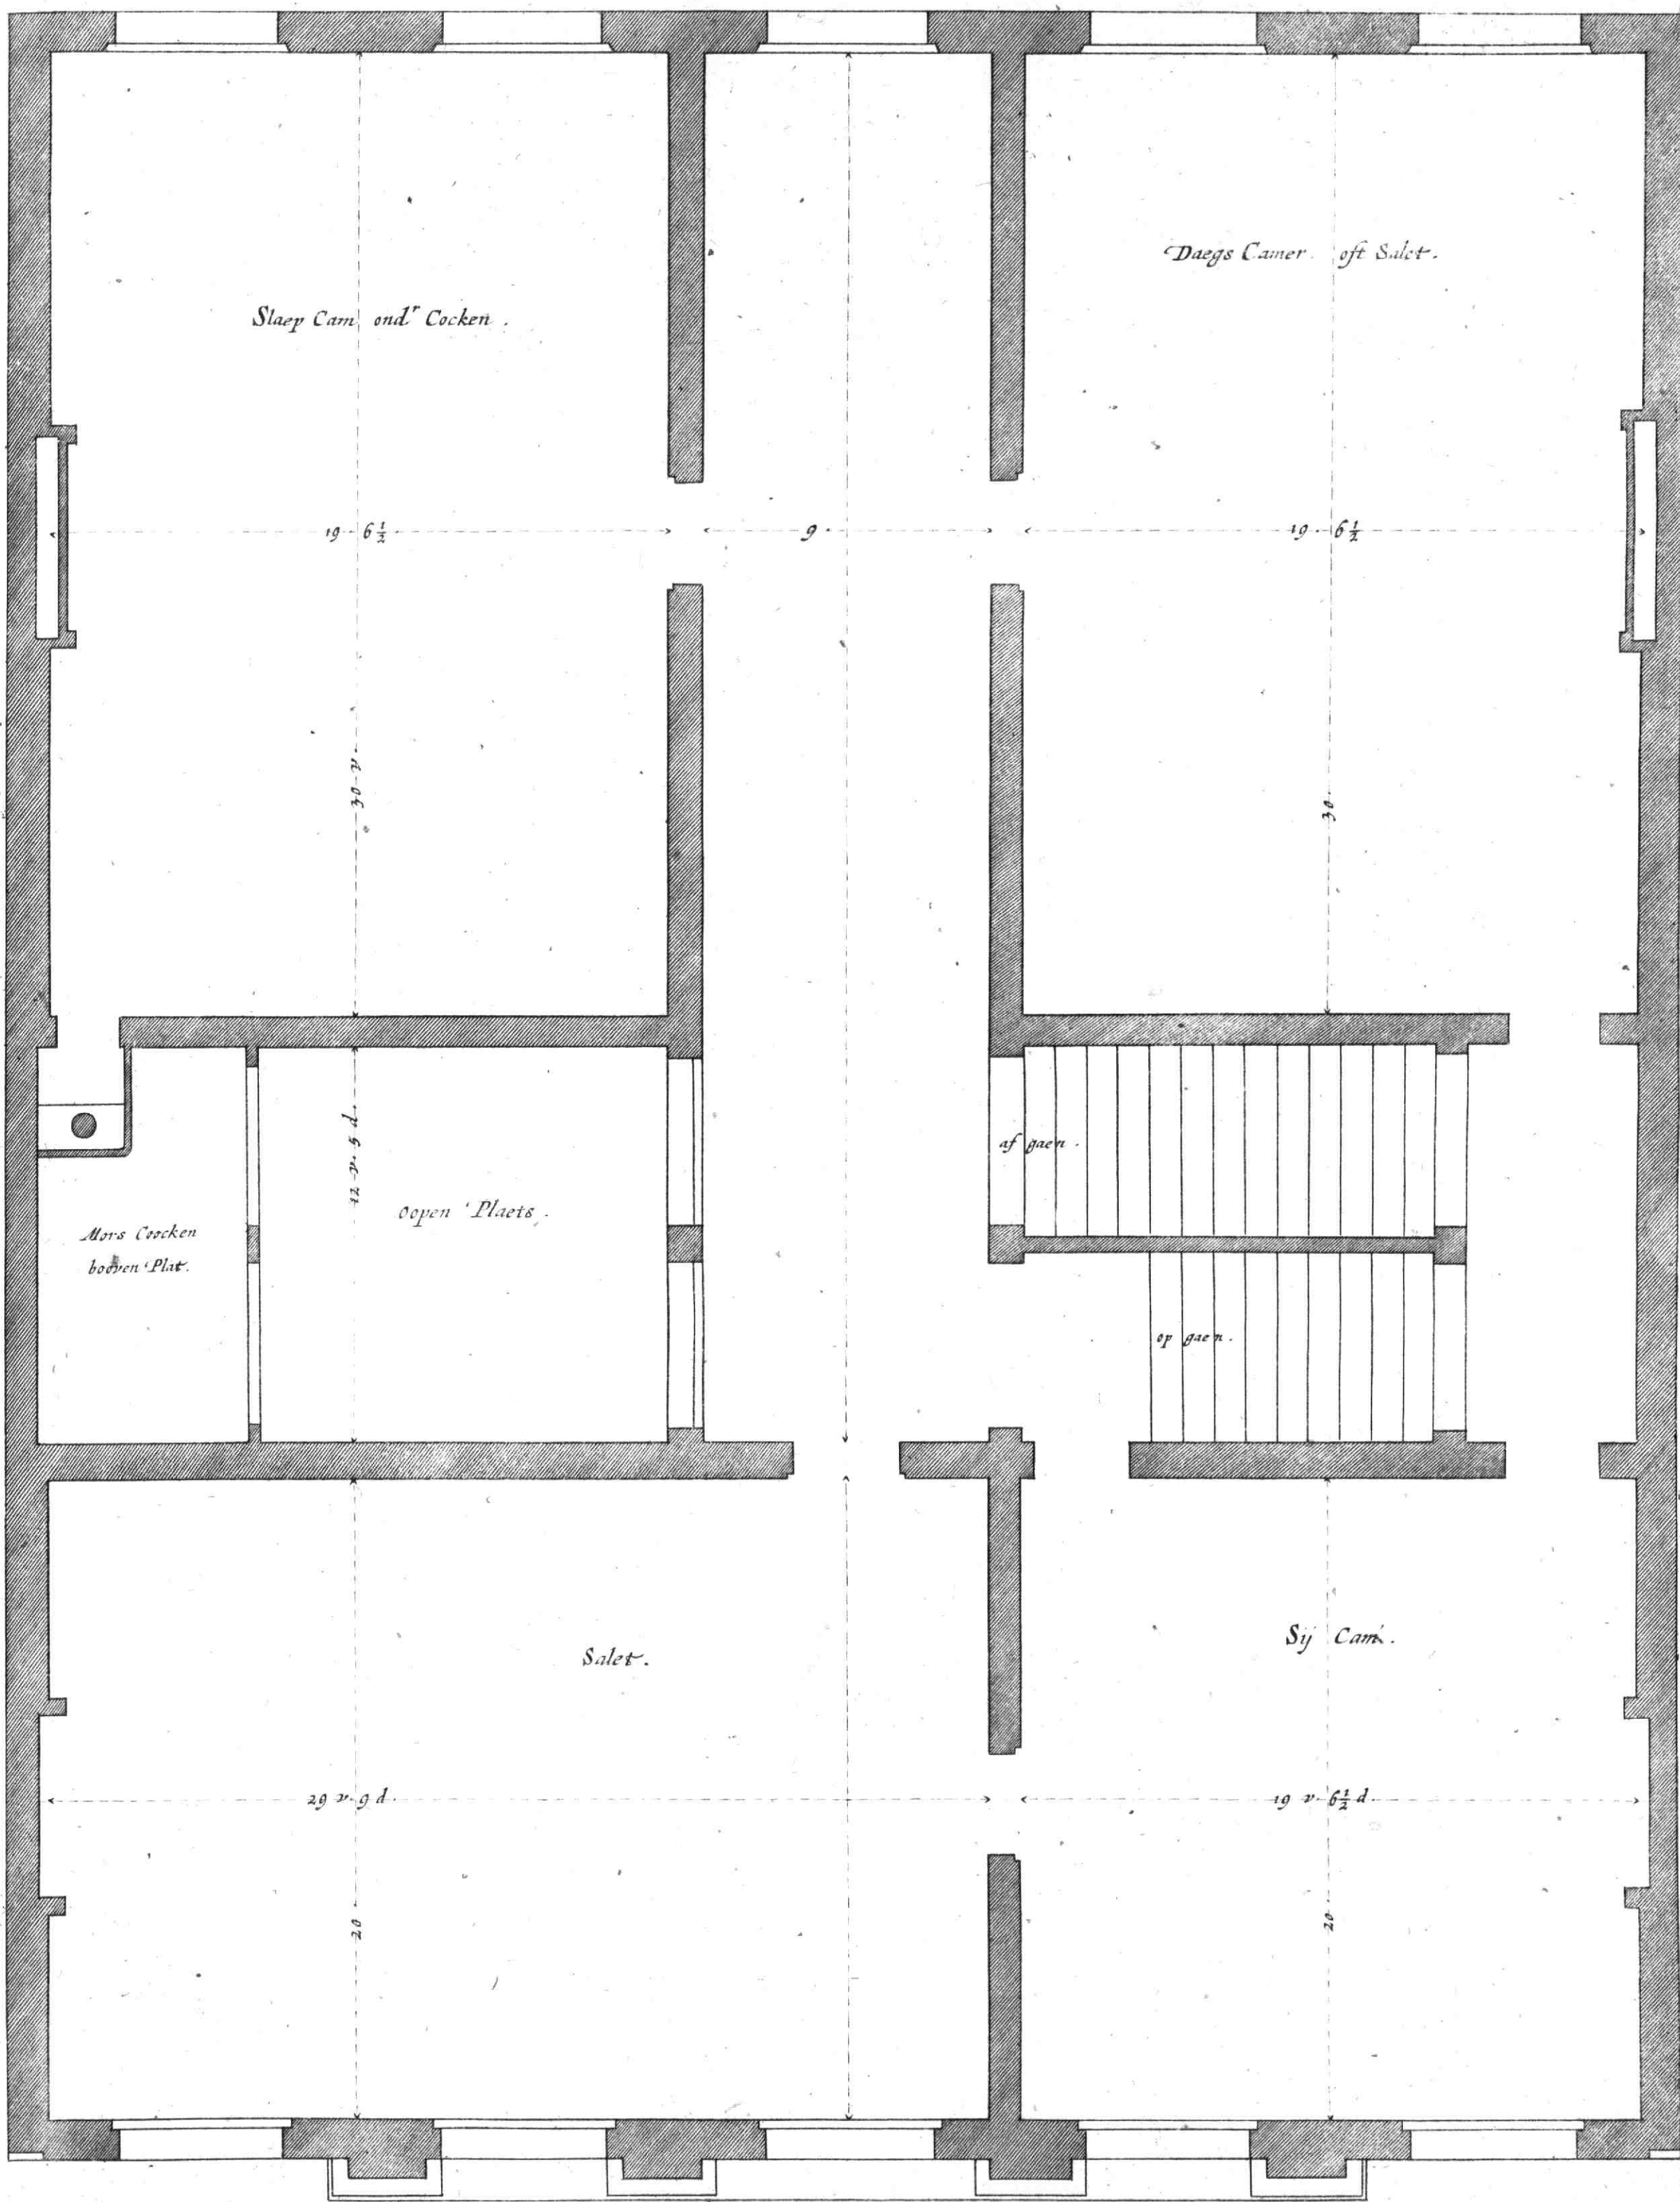 Daegs Camer. oft Salet.
Slaep Cam ondr Cocken.
19 6½
9
19 6½
30 v.
30
12 v. 5 d.
af gaen.
oopen Plaets.
Mors Coocken
booven Plat.
op gaen.
Salet.
Sij Cam.
29 v. 9 d.
19 v. 6½ d.
20
20